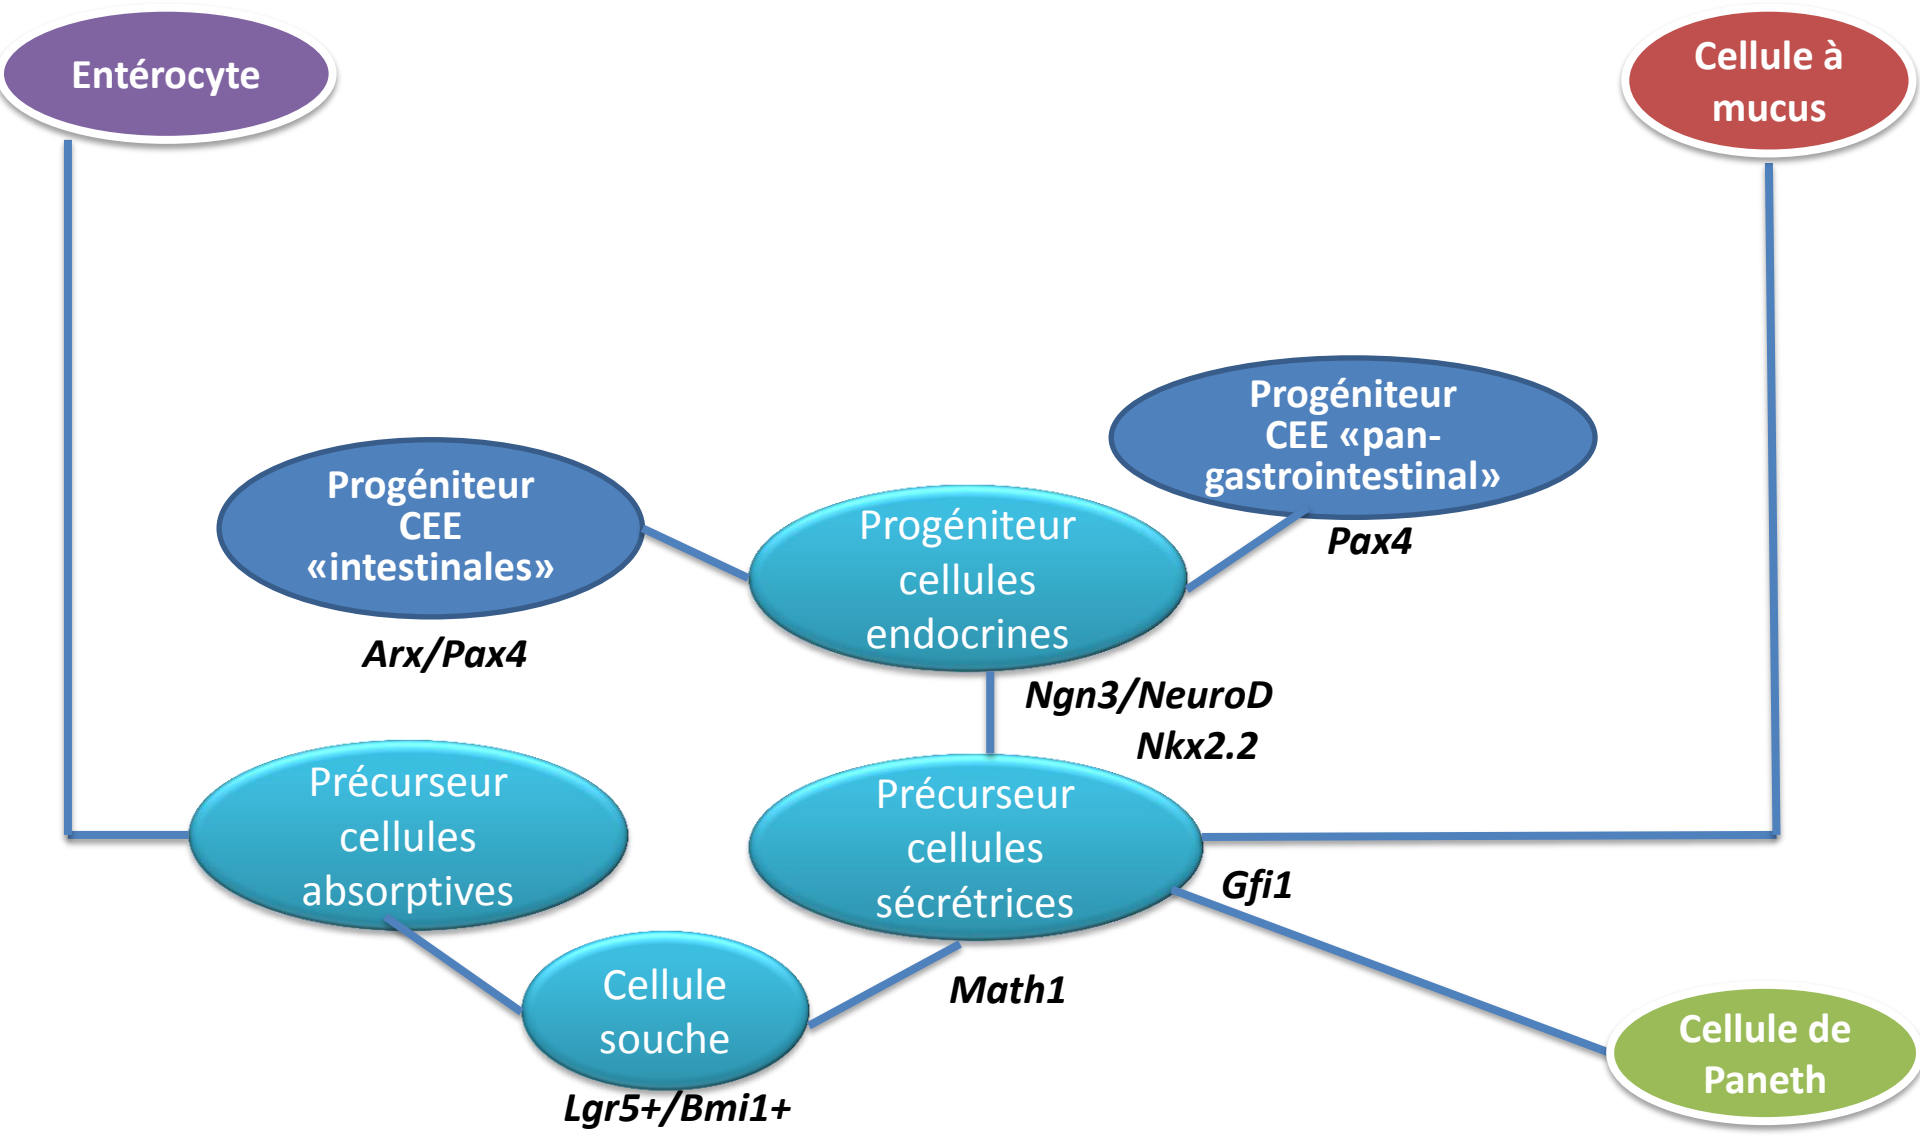 Entérocyte
Cellule à
mucus
Progéniteur
CEE «pan-
gastrointestinal»
Pax4
Progéniteur
CEE
«intestinales»
Arx/Pax4
Progéniteur
cellules
endocrines
Ngn3/NeuroD
Nkx2.2
Précurseur
cellules
absorptives
Précurseur
cellules
sécrétrices
Gfi1
Math1
Cellule
souche
Lgr5+/Bmi1+
Cellule de
Paneth